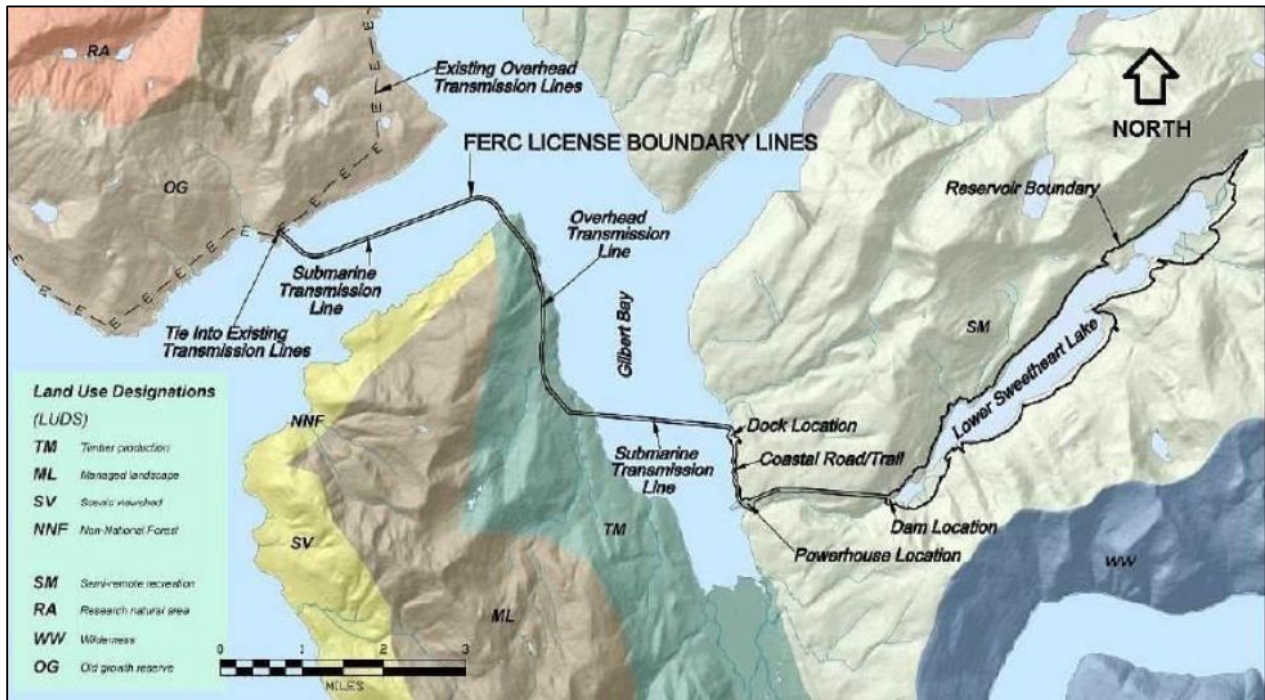 RA
Existing Overhead
Transmission Lines
NORTH
FERC LICENSE BOUNDARY LINES
OG
Reservoir Boundary
Overhead
Transmission
Line
Submarine
Transmission
Line
Gilbert Bay
SM
Tie Into Existing
Transmission Lines
Lower Sweetheart Lake
Land Use Designations
(LUDS)
TM Timber production
ML Managed landscape
SV Scenic viewshed
NNF Non-National Forest
SM Semi-remote recreation
RA Research natural area
WW Wilderness
OG Old growth reserve
NNF
Dock Location
Coastal Road/Trail
Submarine
Transmission
Line
Dam Location
TM
Powerhouse Location
SV
WW
ML
0 1 2 3
MILES
E E E E E E E E E E E E E E